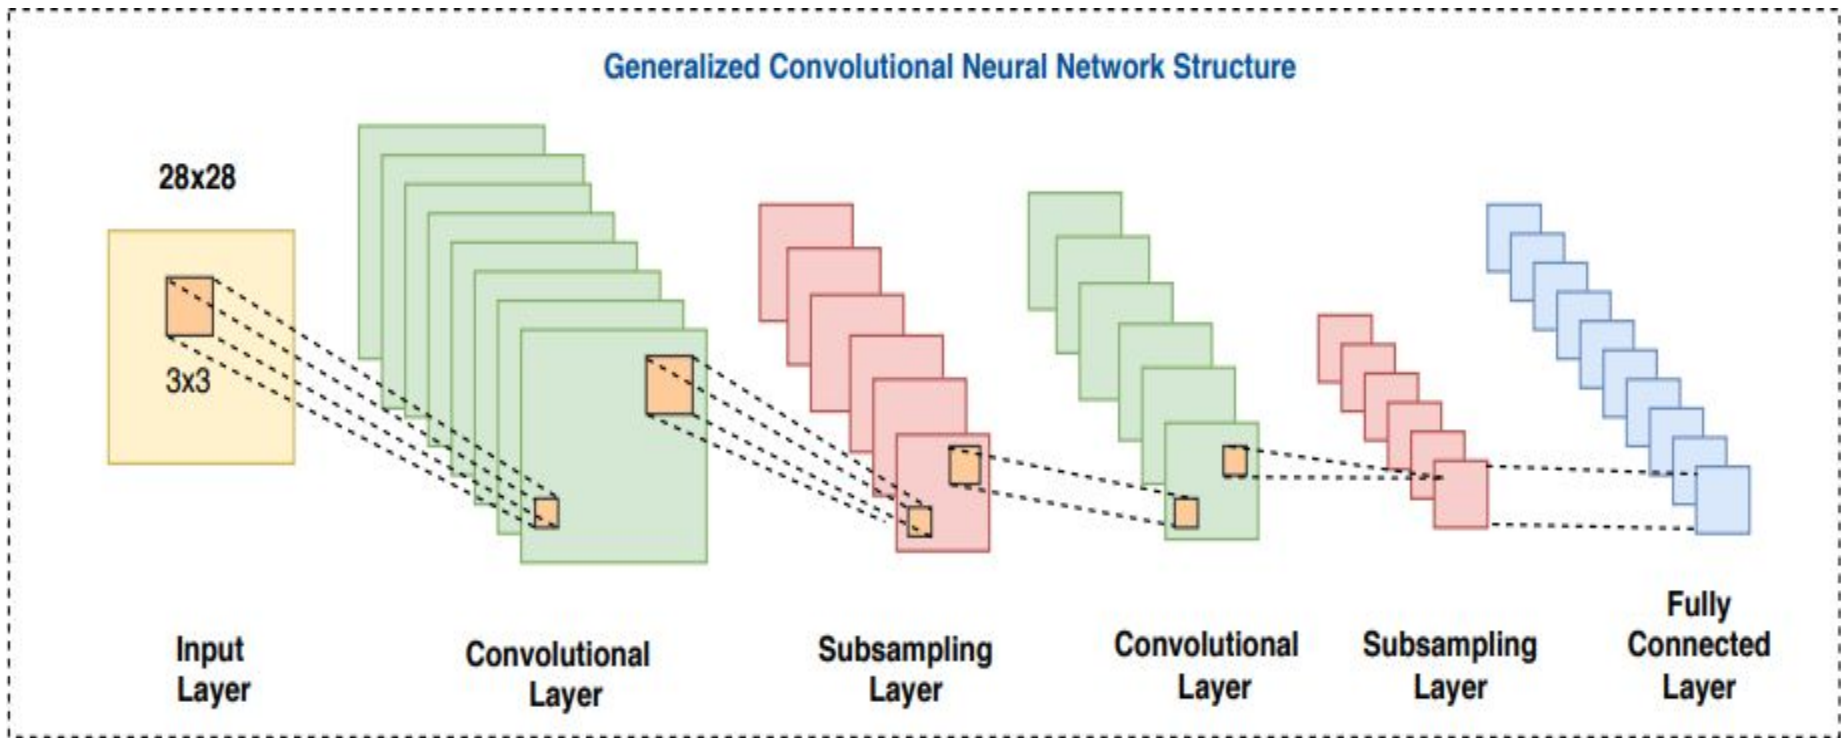 Generalized Convolutional Neural Network Structure
28x28
3x3
Input
Layer
Convolutional
Layer
Subsampling
Layer
Convolutional
Layer
Subsampling
Layer
Fully
Connected
Layer